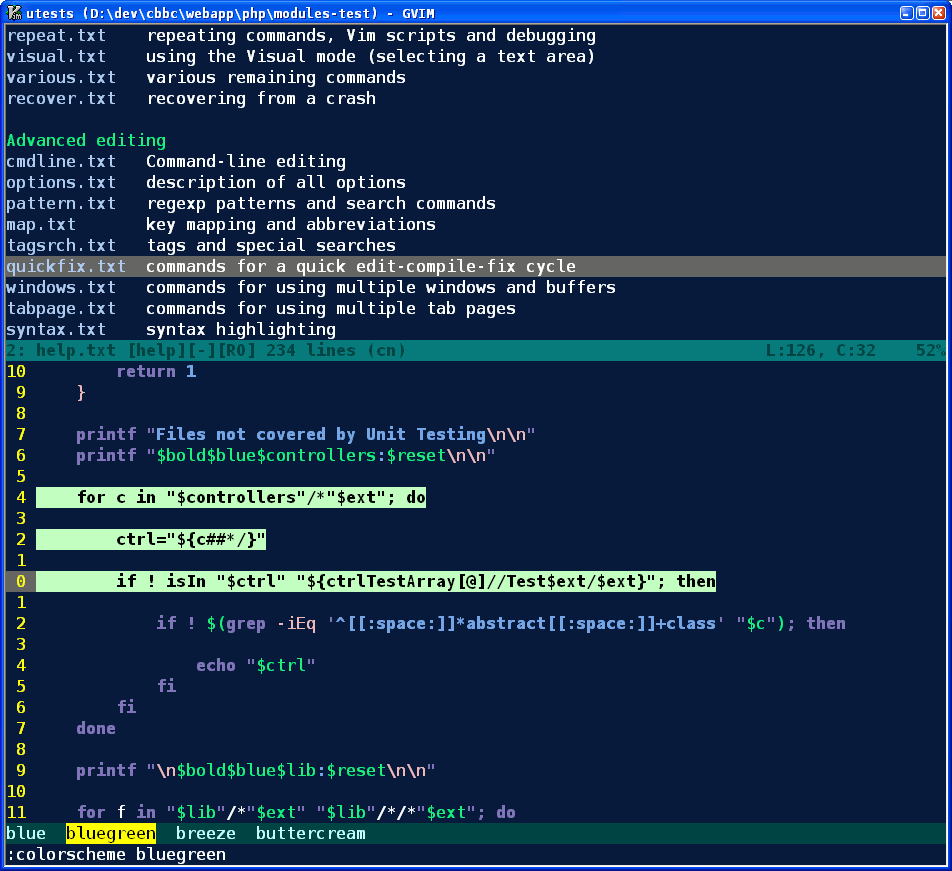 utests (D:\dev\cbbc\webapp\php\modules-test) - GVIM
repeat.txt   repeating commands, Vim scripts and debugging
visual.txt   using the Visual mode (selecting a text area)
various.txt   various remaining commands
recover.txt   recovering from a crash
Advanced editing
cmdline.txt   Command-line editing
options.txt   description of all options
pattern.txt   regexp patterns and search commands
map.txt       key mapping and abbreviations
tagsrch.txt   tags and special searches
quickfix.txt  commands for a quick edit-compile-fix cycle
windows.txt   commands for using multiple windows and buffers
tabpage.txt   commands for using multiple tab pages
syntax.txt    syntax highlighting
2: help.txt [help][-][RO] 234 lines (cn)                                    L:126, C:32    52%
10         return 1
 9     }
 8
 7     printf "Files not covered by Unit Testing\n\n"
 6     printf "$bold$blue$controllers:$reset\n\n"
 5
 4     for c in "$controllers"/*"$ext"; do
 3
 2         ctrl="${c##*/}"
 1
 0         if ! isIn "$ctrl" "${ctrlTestArray[@]//Test$ext/$ext}"; then
 1
 2             if ! $(grep -iEq '^[[:space:]]*abstract[[:space:]]+class' "$c"); then
 3
 4                 echo "$ctrl"
 5             fi
 6         fi
 7     done
 8
 9     printf "\n$bold$blue$lib:$reset\n\n"
10
11     for f in "$lib"/*"$ext" "$lib"/*/*"$ext"; do
blue  bluegreen  breeze  buttercream
:colorscheme bluegreen